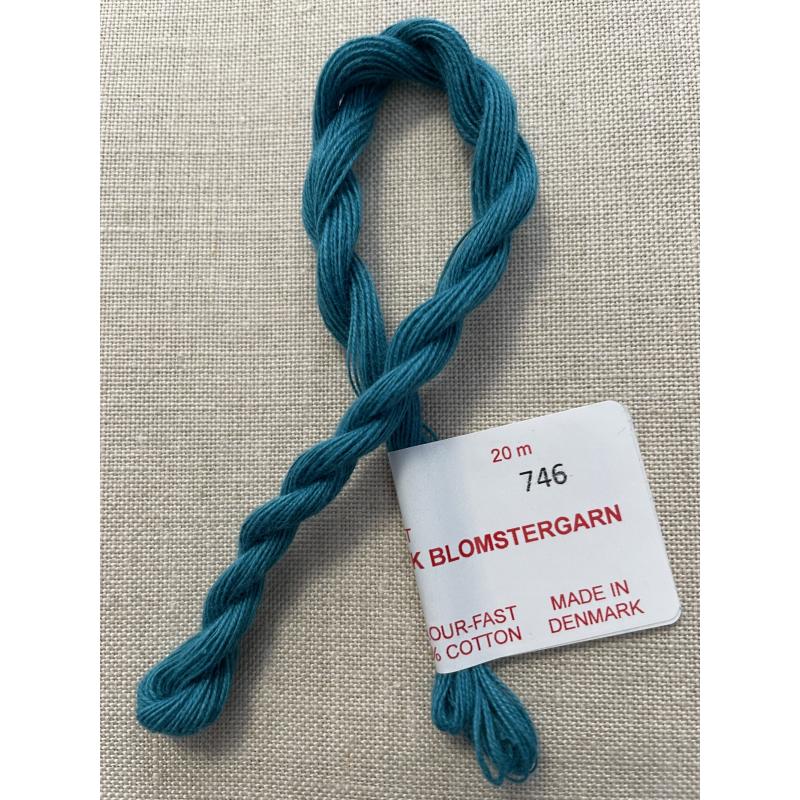 20 m
746
T
K BLOMSTERGARN
OUR-FAST
% COTTON
MADE IN
DENMARK